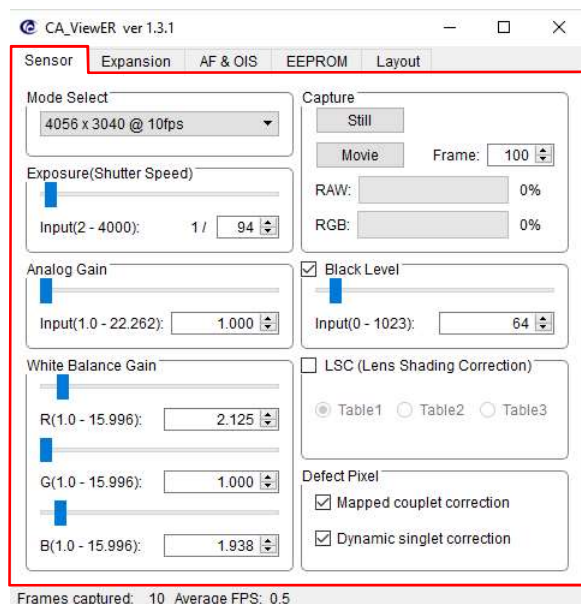 CA_ViewER ver 1.3.1
Sensor Expansion AF & OIS EEPROM Layout
Mode Select
4056 x 3040 @ 10fps
Exposure(Shutter Speed)
Input(2 - 4000): 1 / 94
Analog Gain
Input(1.0 - 22.262): 1.000
White Balance Gain
R(1.0 - 15.996): 2.125
G(1.0 - 15.996): 1.000
B(1.0 - 15.996): 1.938
Capture
Still
Movie Frame: 100
RAW: 0%
RGB: 0%
Black Level
Input(0 - 1023): 64
LSC (Lens Shading Correction)
Table1 Table2 Table3
Defect Pixel
Mapped couplet correction
Dynamic singlet correction
Frames captured: 10 Average FPS: 0.5